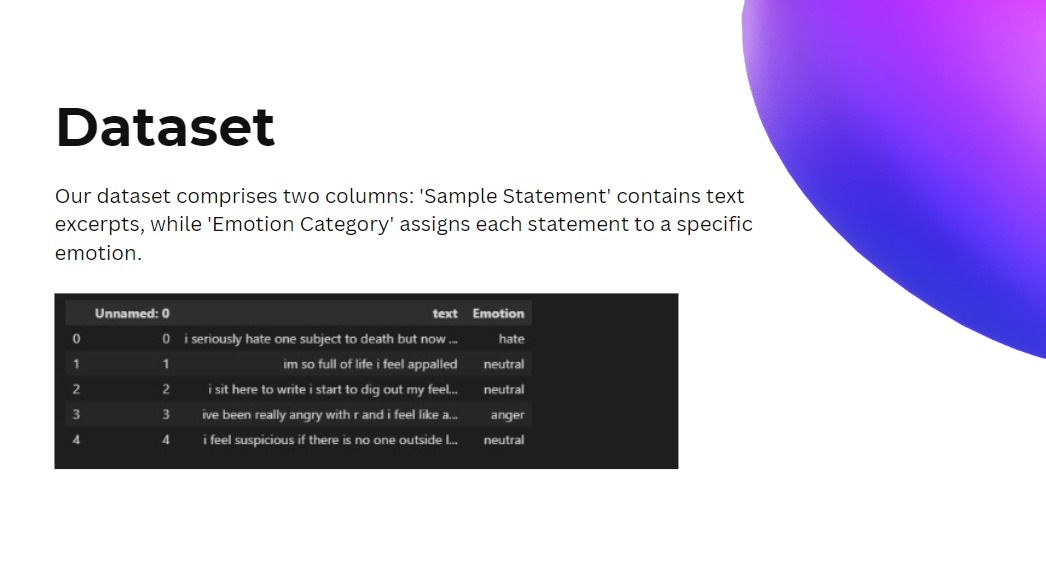 Dataset
Our dataset comprises two columns: 'Sample Statement' contains text
excerpts, while 'Emotion Category' assigns each statement to a specific
emotion.
Unnamed: 0 text Emotion
0 0 i seriously hate one subject to death but now ... hate
1 1 im so full of life i feel appalled neutral
2 2 i sit here to write i start to dig out my feel... neutral
3 3 ive been really angry with r and i feel like a... anger
4 4 i feel suspicious if there is no one outside l... neutral